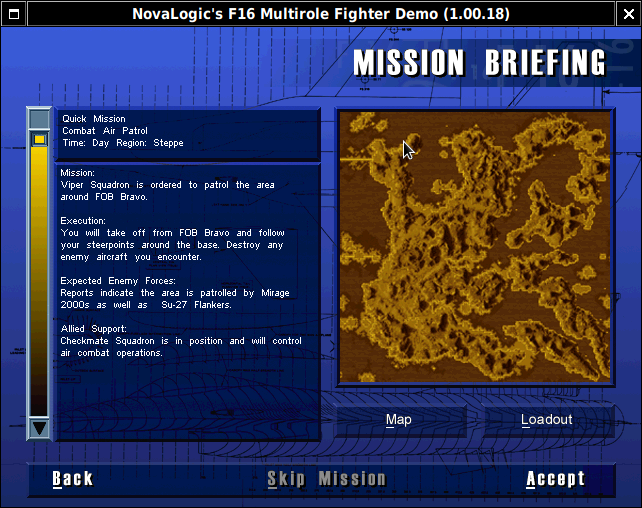 NovaLogic's F16 Multirole Fighter Demo (1.00.18)
MISSION BRIEFING
Quick Mission
Combat Air Patrol
Time: Day Region: Steppe
Mission:
Viper Squadron is ordered to patrol the area
around FOB Bravo.
Execution:
You will take off from FOB Bravo and follow
your steerpoints around the base. Destroy any
enemy aircraft you encounter.
Expected Enemy Forces:
Reports indicate the area is patrolled by Mirage
2000s as well as Su-27 Flankers.
Allied Support:
Checkmate Squadron is in position and will control
air combat operations.
Map
Loadout
Back
Skip Mission
Accept